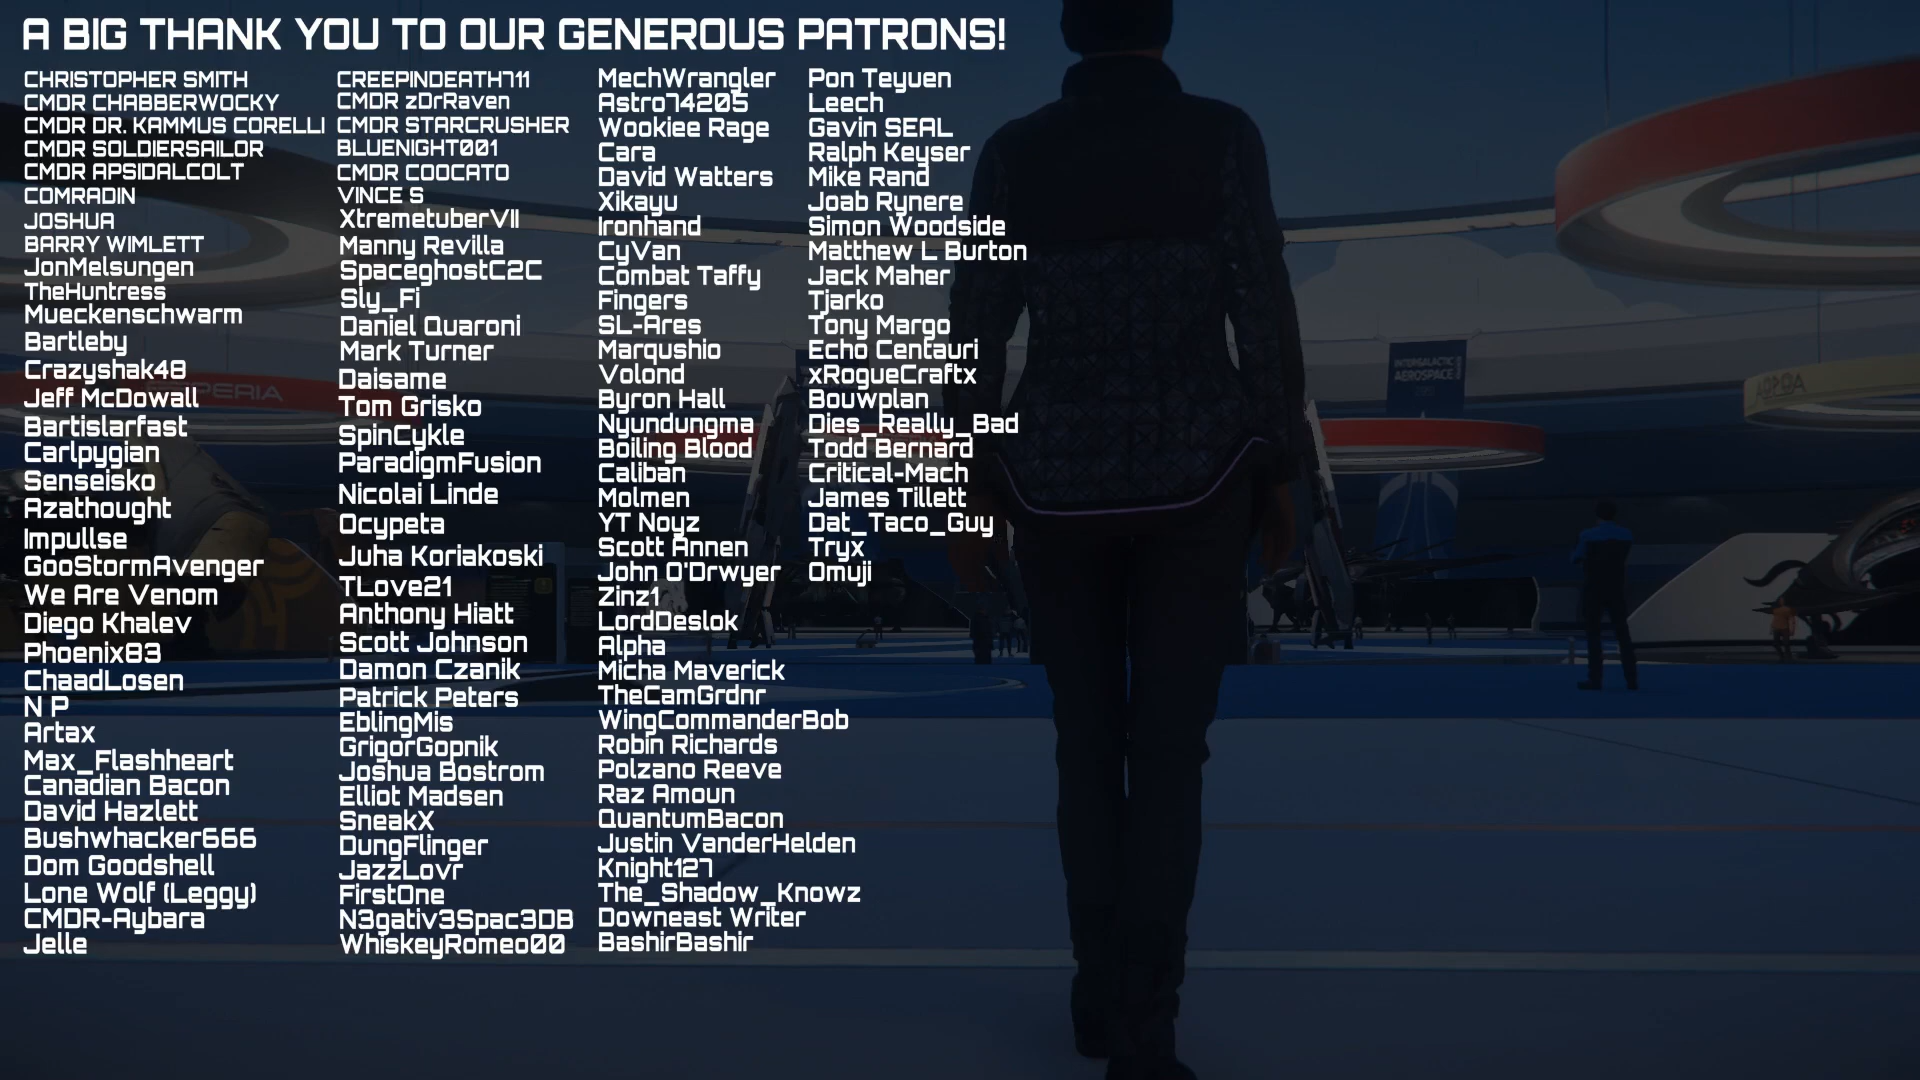 A BIG THANK YOU TO OUR GENEROUS PATRONS!
CHRISTOPHER SMITH
CMDR CHABBERWOCKY
CMDR DR. KAMMUS CORELLI
CMDR SOLDIERSAILOR
CMDR APSIDALCOLT
COMRADIN
JOSHUA
BARRY WIMLETT
JonMelsungen
TheHuntress
Mueckenschwarm
Bartleby
Crazyshak48
Jeff McDowall
Bartislarfast
Carlpygian
Senseisko
Azathought
Impullse
GooStormAvenger
We Are Venom
Diego Khalev
Phoenix83
ChaadLosen
N P
Artax
Max_Flashheart
Canadian Bacon
David Hazlett
Bushwhacker666
Dom Goodshell
Lone Wolf (Leggy)
CMDR-Aybara
Jelle
CREEPINDEATH711
CMDR zDrRaven
CMDR STARCRUSHER
BLUENIGHT001
CMDR COOCATO
VINCE S
XtremetuberVII
Manny Revilla
SpaceghostC2C
Sly_Fi
Daniel Quaroni
Mark Turner
Daisame
Tom Grisko
SpinCykle
ParadigmFusion
Nicolai Linde
Ocypeta
Juha Koriakoski
TLove21
Anthony Hiatt
Scott Johnson
Damon Czanik
Patrick Peters
EblingMis
GrigorGopnik
Joshua Bostrom
Elliot Madsen
SneakX
DungFlinger
JazzLovr
FirstOne
N3gativ3Spac3DB
WhiskeyRomeo00
MechWrangler
Astro74205
Wookiee Rage
Cara
David Watters
Xikayu
Ironhand
CyVan
Combat Taffy
Fingers
SL-Ares
Marqushio
Volond
Byron Hall
Nyundungma
Boiling Blood
Caliban
Molmen
YT Noyz
Scott Annen
John O'Drwyer
Zinz1
LordDeslok
Alpha
Micha Maverick
TheCamGrdnr
WingCommanderBob
Robin Richards
Polzano Reeve
Raz Amoun
QuantumBacon
Justin VanderHelden
Knight127
The_Shadow_Knowz
Downeast Writer
BashirBashir
Pon Teyuen
Leech
Gavin SEAL
Ralph Keyser
Mike Rand
Joab Rynere
Simon Woodside
Matthew L Burton
Jack Maher
Tjarko
Tony Margo
Echo Centauri
xRogueCraftx
Bouwplan
Dies_Really_Bad
Todd Bernard
Critical-Mach
James Tillett
Dat_Taco_Guy
Tryx
Omuji
INTERGALACTIC
AEROSPACE